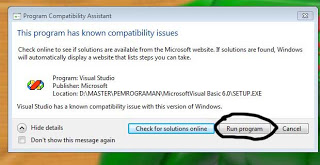 Program Compatibility Assistant
This program has known compatibility issues
Check online to see if solutions are available from the Microsoft website. If solutions are found, Windows
will automatically display a website that lists steps you can take.
Program: Visual Studio
Publisher: Microsoft
Location: D:\MASTER\PEMROGRAMAN\MicrosoftVisual Basic 6.0\SETUP.EXE
Visual Studio has a known compatibility issue with this version of Windows.
Hide details
Check for solutions online
Run program
Cancel
Don't show this message again